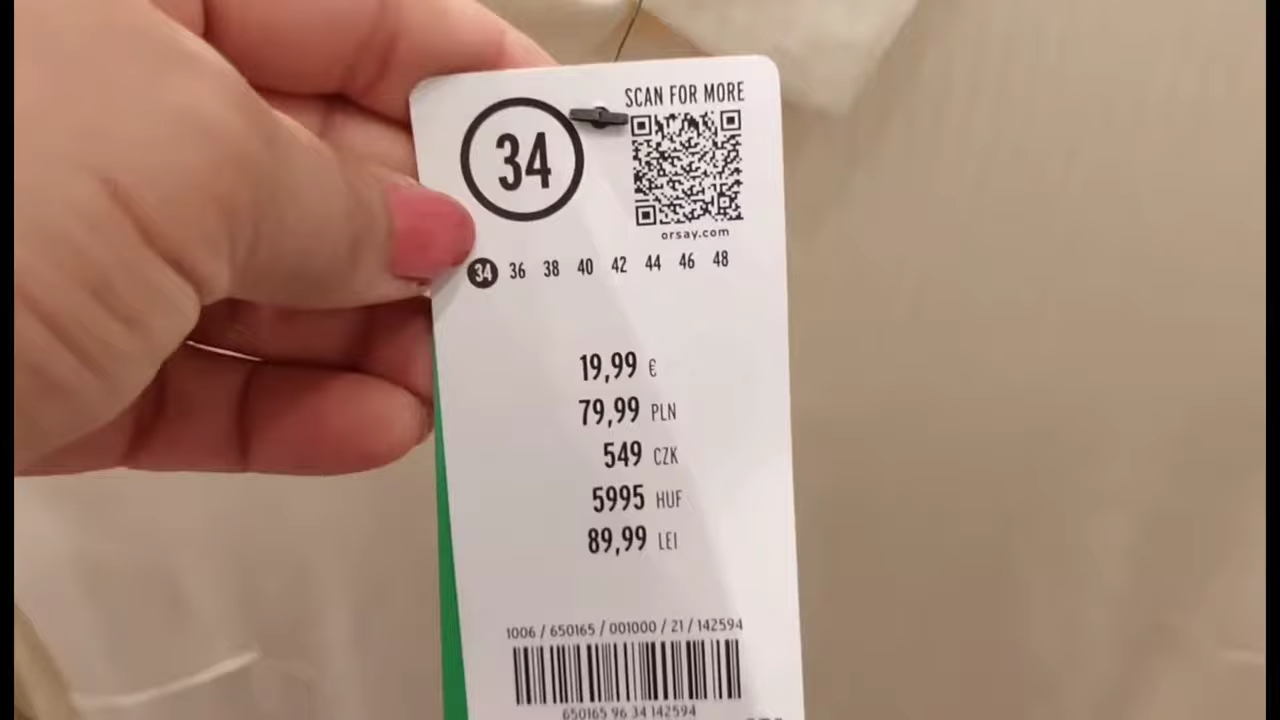 SCAN FOR MORE
34
orsay.com
34 36 38 40 42 44 46 48
19,99 €
79,99 PLN
549 CZK
5995 HUF
89,99 LEI
1006 / 650165 / 001000 / 21 / 142594
650165 96 34 142594